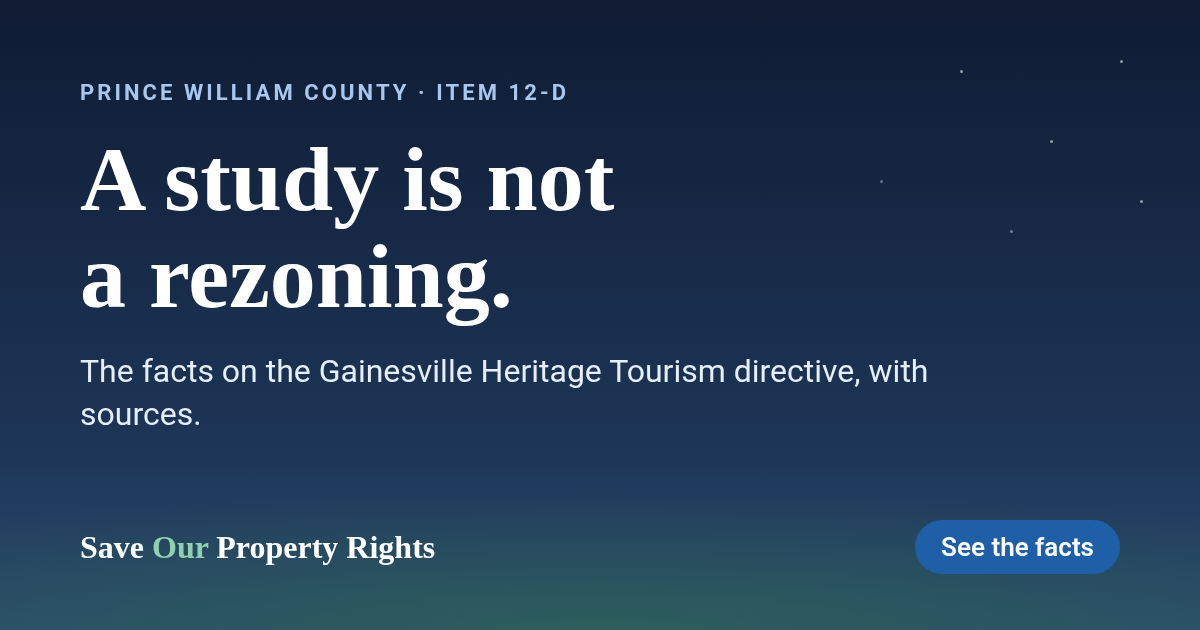 PRINCE WILLIAM COUNTY · ITEM 12-D
A study is not
a rezoning.
The facts on the Gainesville Heritage Tourism directive, with
sources.
Save Our Property Rights
See the facts